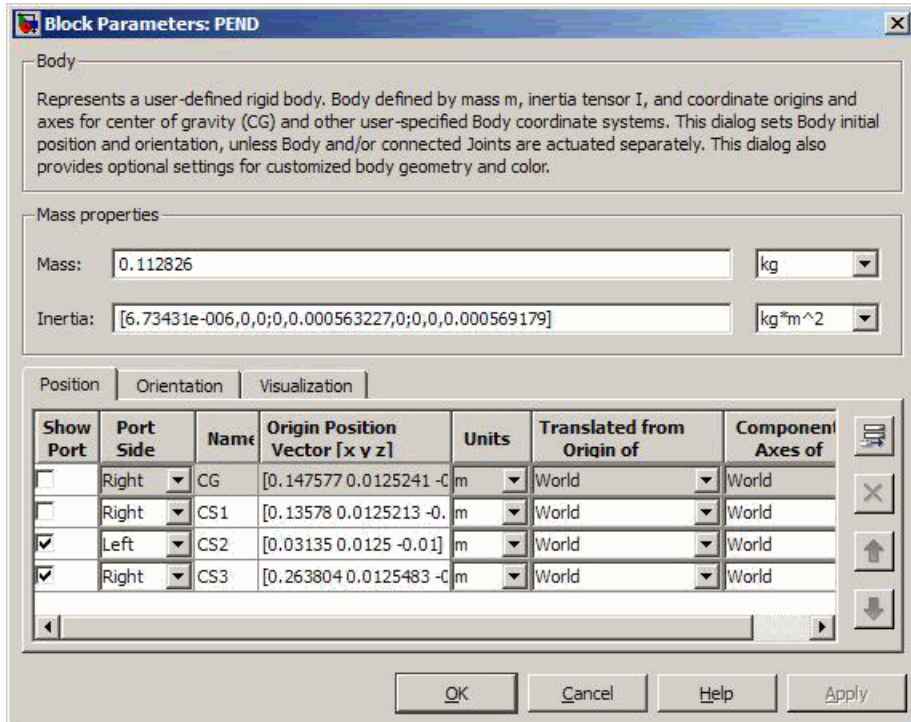 Block Parameters: PEND
Body
Represents a user-defined rigid body. Body defined by mass m, inertia tensor I, and coordinate origins and
axes for center of gravity (CG) and other user-specified Body coordinate systems. This dialog sets Body initial
position and orientation, unless Body and/or connected Joints are actuated separately. This dialog also
provides optional settings for customized body geometry and color.
Mass properties
Mass: 0.112826 kg
Inertia: [6.73431e-006,0,0;0,0.000563227,0;0,0,0.000569179] kg*m^2
Position Orientation Visualization
Show Port Port Side Name Origin Position Vector [x y z] Units Translated from Origin of Component Axes of
Right CG [0.147577 0.0125241 -0 m World World
Right CS1 [0.13578 0.0125213 -0. m World World
Left CS2 [0.03135 0.0125 -0.01] m World World
Right CS3 [0.263804 0.0125483 -0 m World World
OK Cancel Help Apply